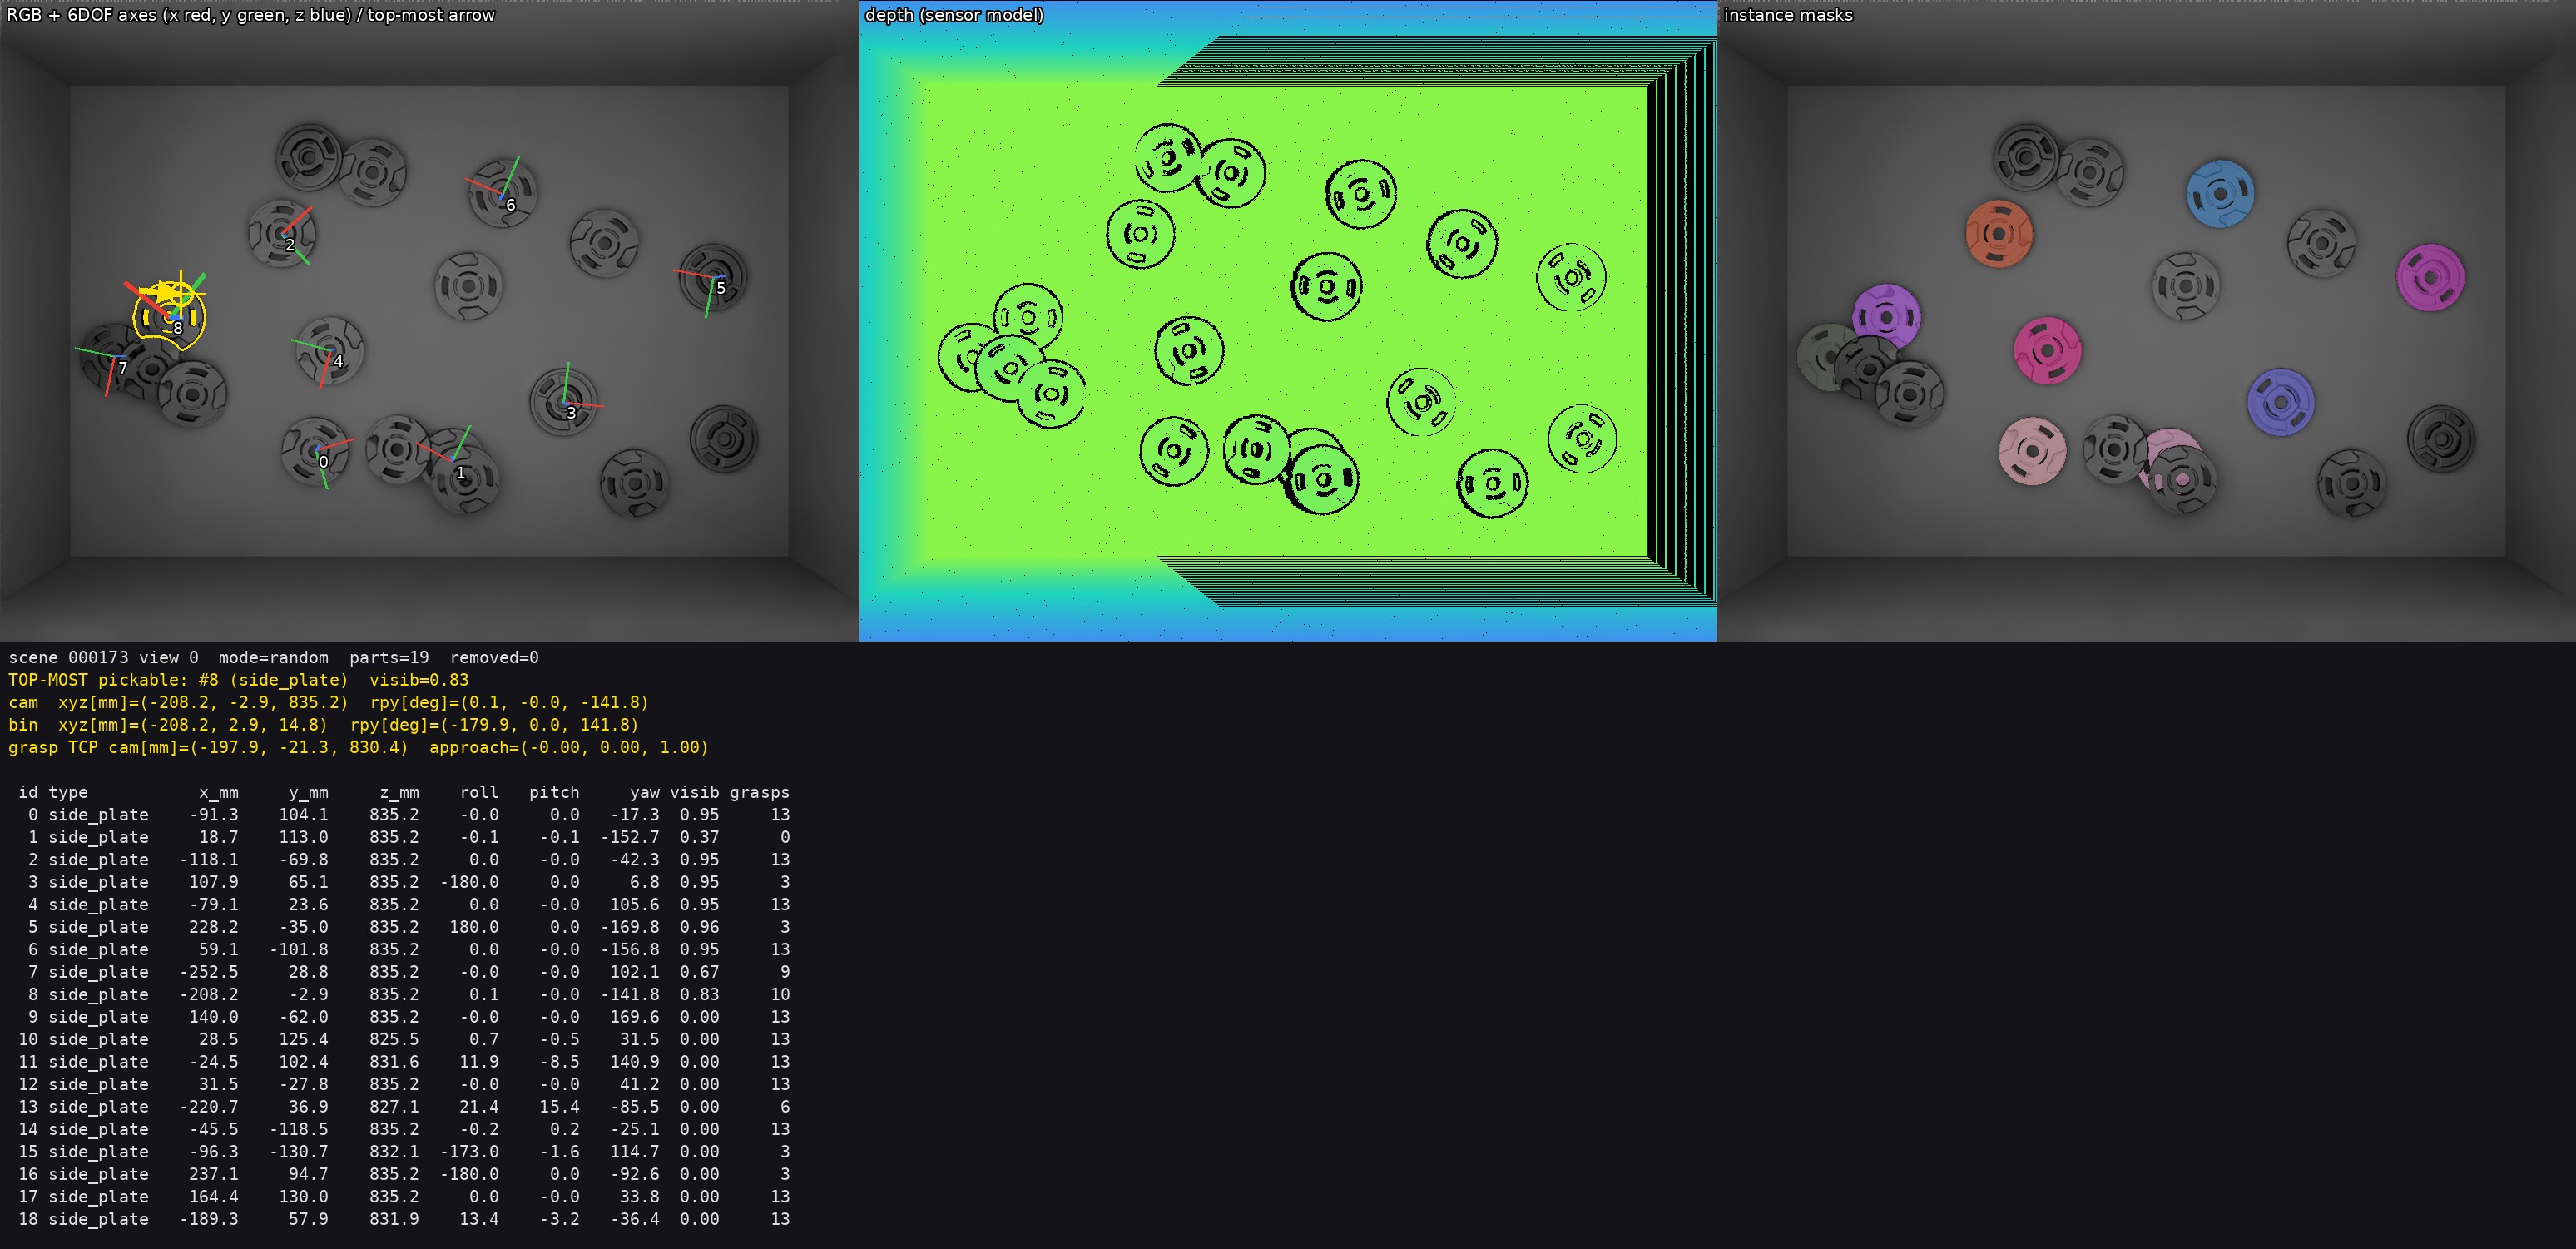 RGB + 6DOF axes (x red, y green, z blue) / top-most arrow
depth (sensor model)
instance masks
6
2
5
8
4
7
3
0
1
scene 000173 view 0  mode=random  parts=19  removed=0
TOP-MOST pickable: #8 (side_plate)  visib=0.83
cam  xyz[mm]=(-208.2, -2.9, 835.2)  rpy[deg]=(0.1, -0.0, -141.8)
bin  xyz[mm]=(-208.2, 2.9, 14.8)  rpy[deg]=(-179.9, 0.0, 141.8)
grasp TCP cam[mm]=(-197.9, -21.3, 830.4)  approach=(-0.00, 0.00, 1.00)
id type x_mm y_mm z_mm roll pitch yaw visib grasps
0 side_plate -91.3 104.1 835.2 -0.0 0.0 -17.3 0.95 13
1 side_plate 18.7 113.0 835.2 -0.1 -0.1 -152.7 0.37 0
2 side_plate -118.1 -69.8 835.2 0.0 -0.0 -42.3 0.95 13
3 side_plate 107.9 65.1 835.2 -180.0 0.0 6.8 0.95 3
4 side_plate -79.1 23.6 835.2 0.0 -0.0 105.6 0.95 13
5 side_plate 228.2 -35.0 835.2 180.0 0.0 -169.8 0.96 3
6 side_plate 59.1 -101.8 835.2 0.0 -0.0 -156.8 0.95 13
7 side_plate -252.5 28.8 835.2 -0.0 -0.0 102.1 0.67 9
8 side_plate -208.2 -2.9 835.2 0.1 -0.0 -141.8 0.83 10
9 side_plate 140.0 -62.0 835.2 -0.0 -0.0 169.6 0.00 13
10 side_plate 28.5 125.4 825.5 0.7 -0.5 31.5 0.00 13
11 side_plate -24.5 102.4 831.6 11.9 -8.5 140.9 0.00 13
12 side_plate 31.5 -27.8 835.2 -0.0 -0.0 41.2 0.00 13
13 side_plate -220.7 36.9 827.1 21.4 15.4 -85.5 0.00 6
14 side_plate -45.5 -118.5 835.2 -0.2 0.2 -25.1 0.00 13
15 side_plate -96.3 -130.7 832.1 -173.0 -1.6 114.7 0.00 3
16 side_plate 237.1 94.7 835.2 -180.0 0.0 -92.6 0.00 3
17 side_plate 164.4 130.0 835.2 0.0 -0.0 33.8 0.00 13
18 side_plate -189.3 57.9 831.9 13.4 -3.2 -36.4 0.00 13